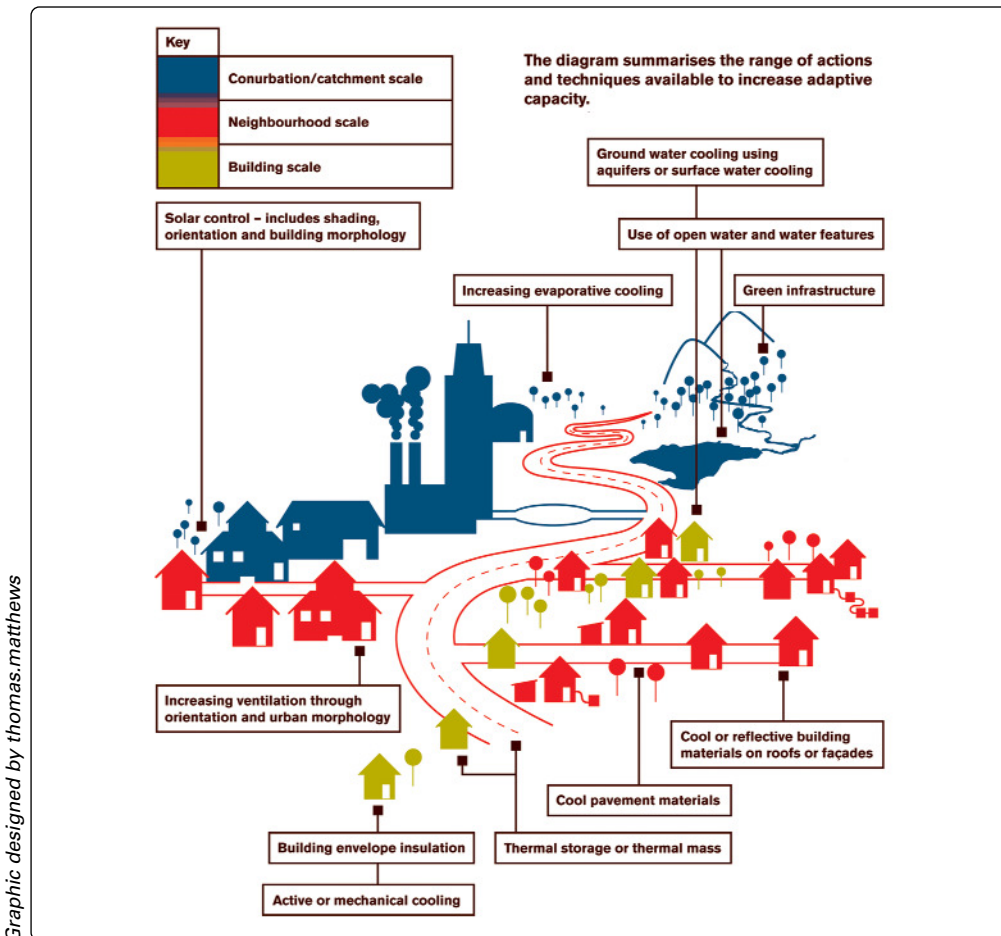 Key
Conurbation/catchment scale
Neighbourhood scale
Building scale
The diagram summarises the range of actions
and techniques available to increase adaptive
capacity.
Ground water cooling using
aquifers or surface water cooling
Solar control – includes shading,
orientation and building morphology
Use of open water and water features
Increasing evaporative cooling
Green infrastructure
Increasing ventilation through
orientation and urban morphology
Cool or reflective building
materials on roofs or façades
Cool pavement materials
Building envelope insulation
Thermal storage or thermal mass
Active or mechanical cooling
Graphic designed by thomas.matthews